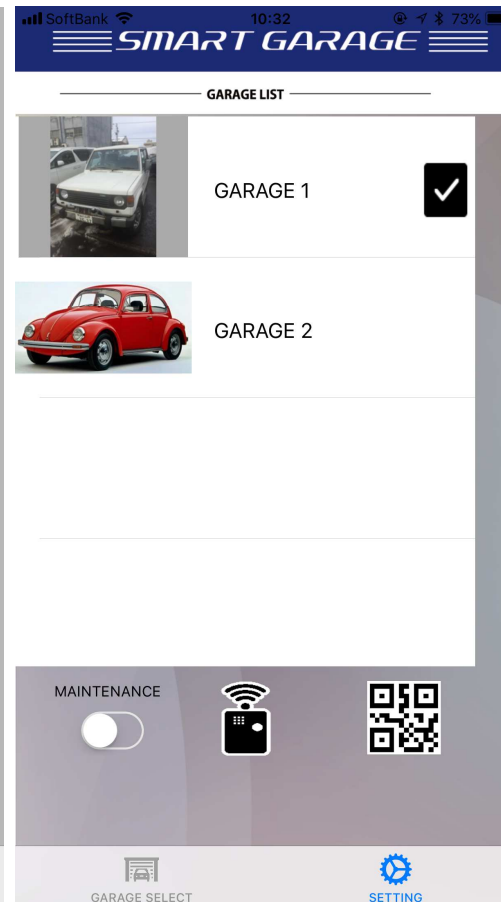 SoftBank 10:32 73%
SMART GARAGE
GARAGE LIST
GARAGE 1
GARAGE 2
MAINTENANCE
GARAGE SELECT SETTING